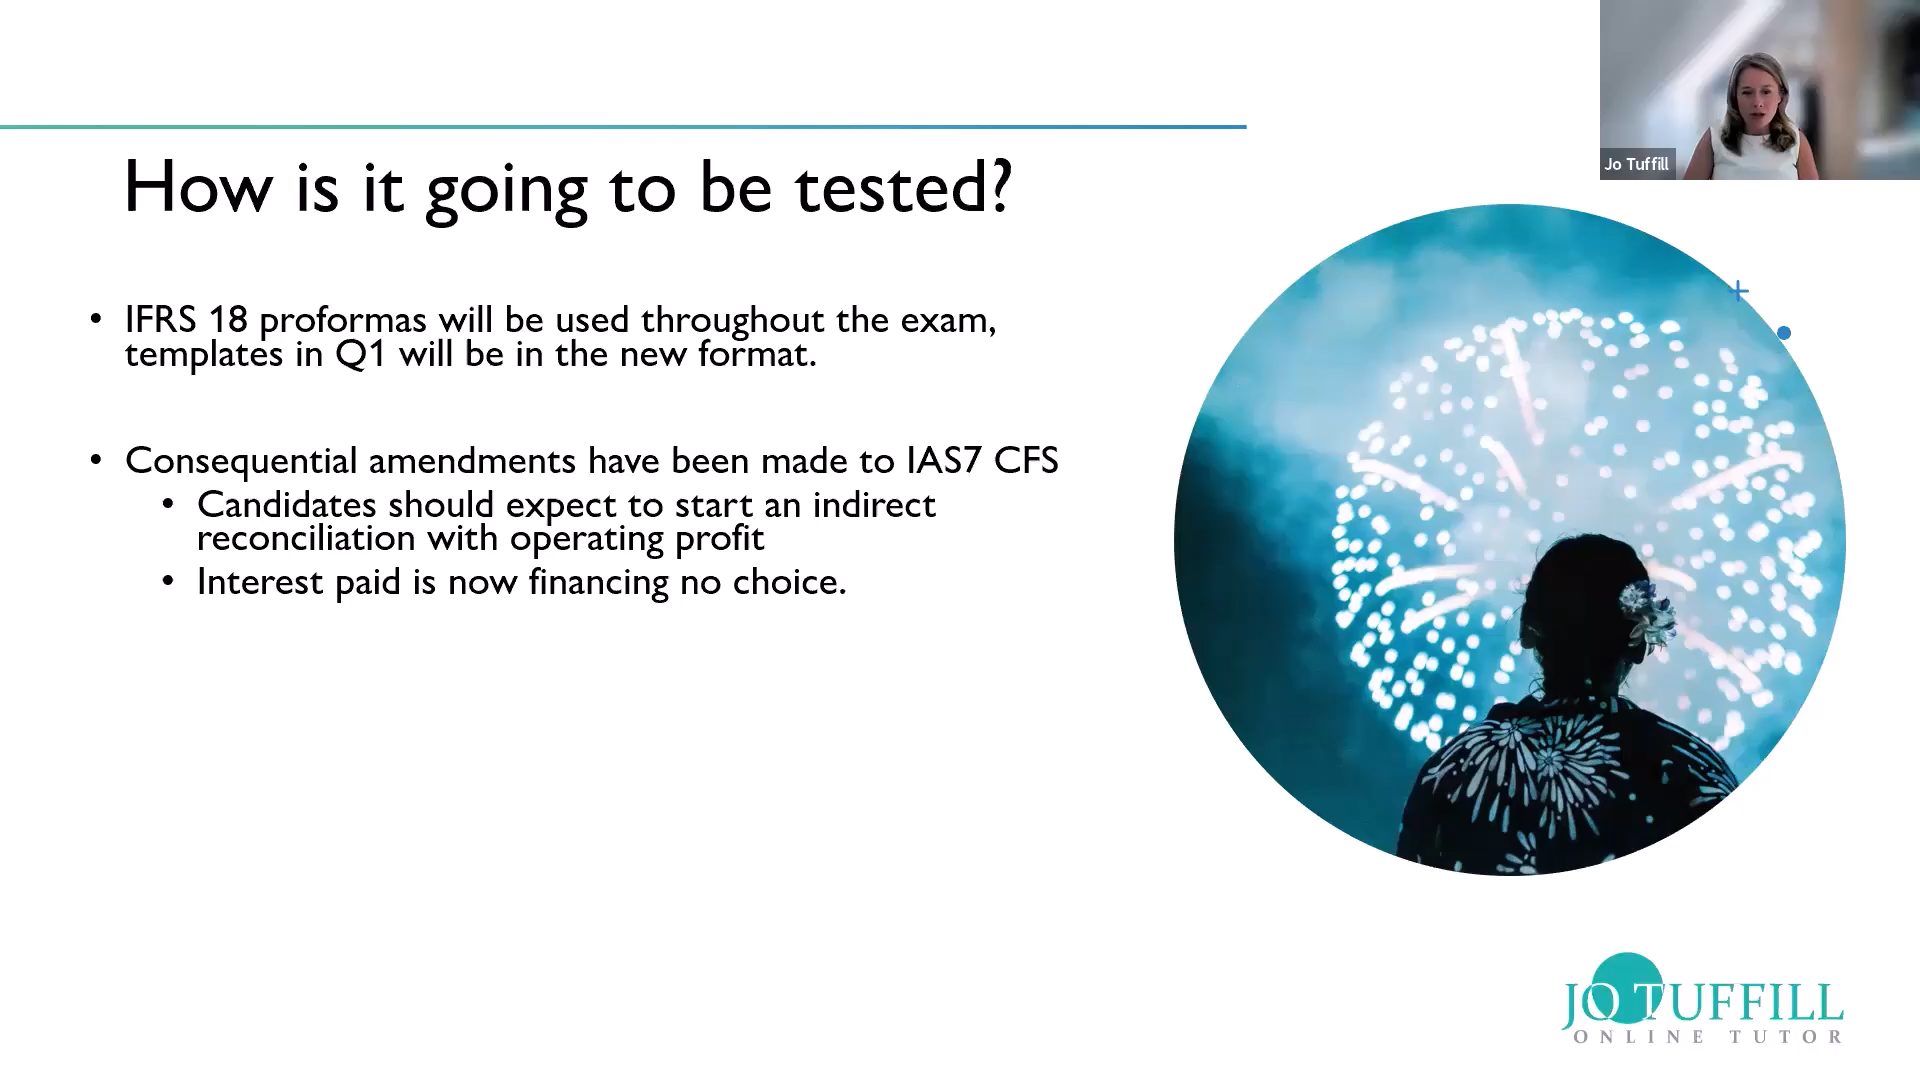 Jo Tuffill
How is it going to be tested?
• IFRS 18 proformas will be used throughout the exam,
templates in Q1 will be in the new format.
• Consequential amendments have been made to IAS7 CFS
• Candidates should expect to start an indirect
reconciliation with operating profit
• Interest paid is now financing no choice.
JO TUFFILL
ONLINE TUTOR